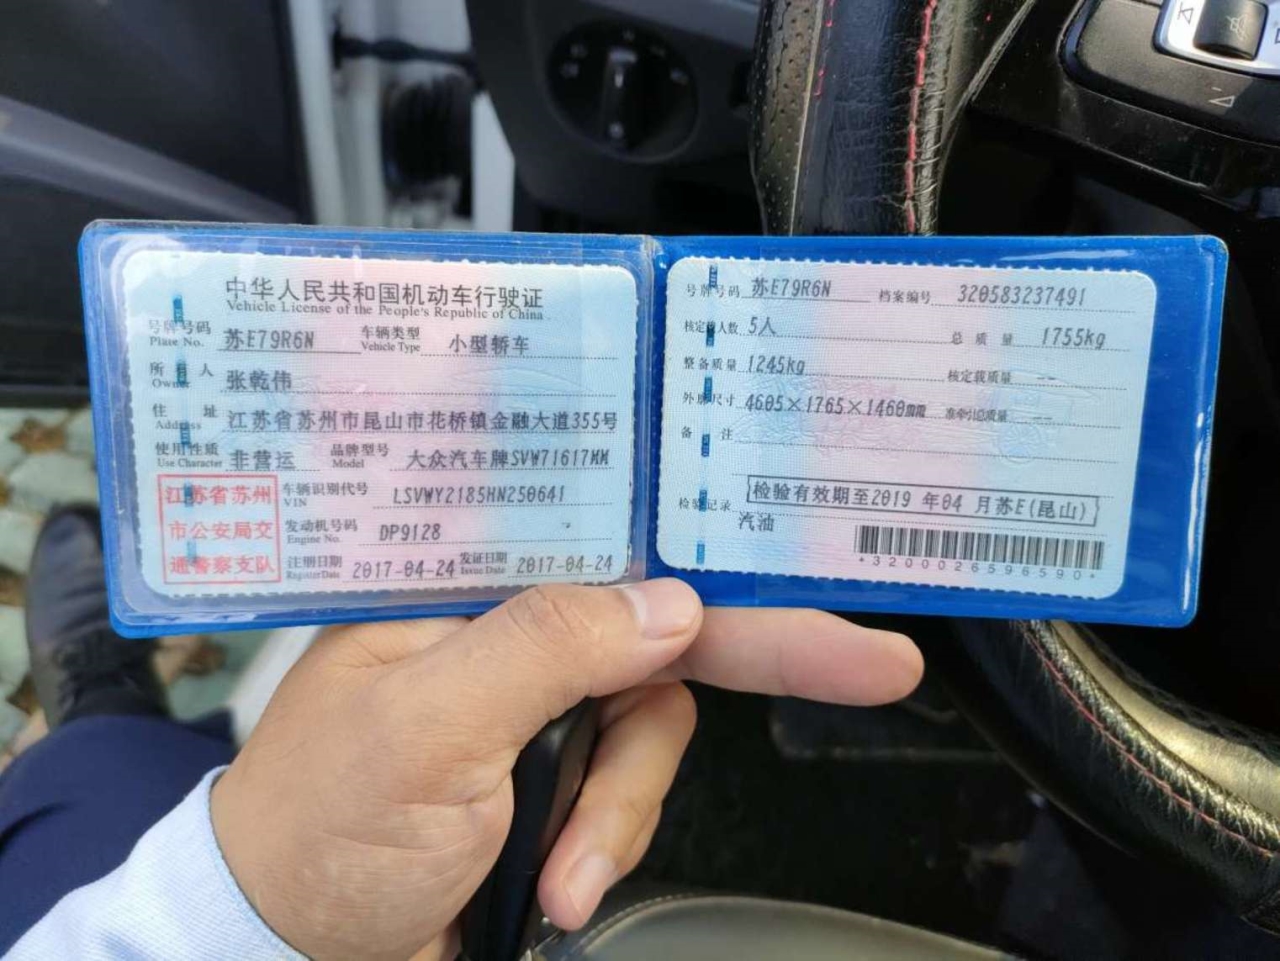 中华人民共和国机动车行驶证
Vehicle License of the People's Republic of China
号牌号码 苏E79R6N 车辆类型 小型轿车
Plate No. Vehicle Type
所有人 张乾伟
Owner
住址 江苏省苏州市昆山市花桥镇金融大道355号
Address
使用性质 非营运 品牌型号 大众汽车牌SVW71617MM
Use Character Model
江苏省苏州
市公安局交
通警察支队
车辆识别代号 LSVWY2185HN250641
VIN
发动机号码 DP9128
Engine No.
注册日期 2017-04-24 发证日期 2017-04-24
Register Date Issue Date
号牌号码 苏E79R6N 档案编号 320583237491
核定载人数 5人 总质量 1755kg
整备质量 1245kg 核定载质量 --
外廓尺寸 4605×1765×1460mm 准牵引总质量 --
备注
检验记录 检验有效期至2019年04月苏E(昆山)
汽油
*3200026596590*